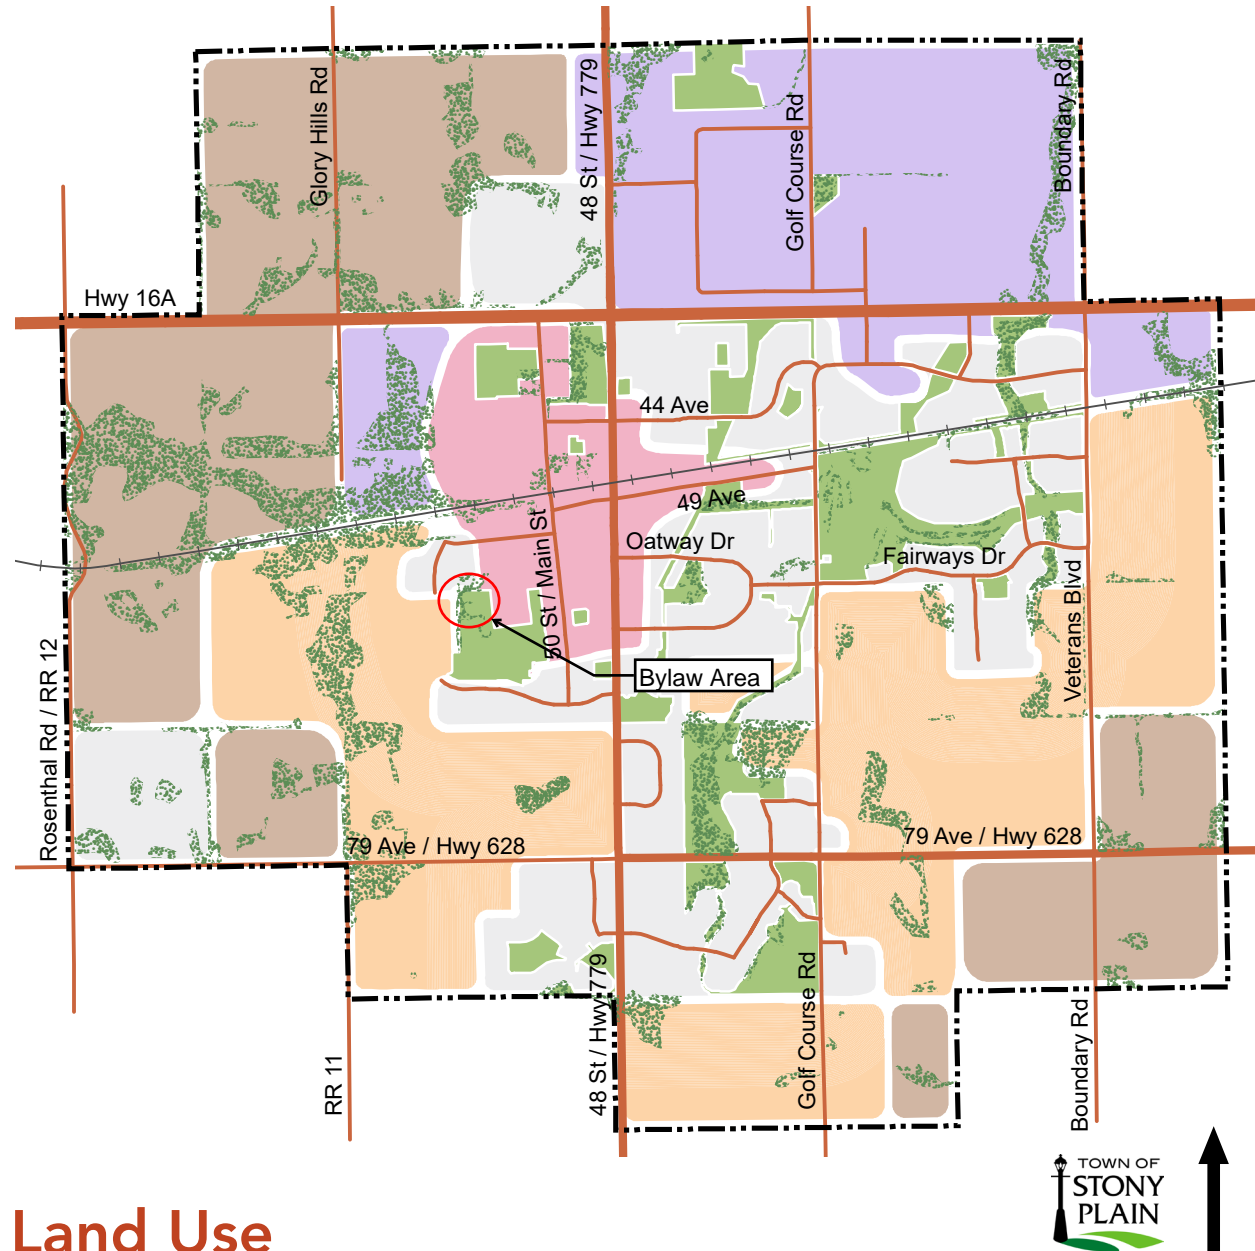 Glory Hills Rd
48 St / Hwy 779
Golf Course Rd
Boundary Rd
Hwy 16A
44 Ave
49 Ave
50 St / Main St
Oatway Dr
Fairways Dr
Veterans Blvd
Bylaw Area
Rosenthal Rd / RR 12
79 Ave / Hwy 628
79 Ave / Hwy 628
RR 11
48 St / Hwy 779
Golf Course Rd
Boundary Rd
TOWN OF
STONY
PLAIN
Land Use